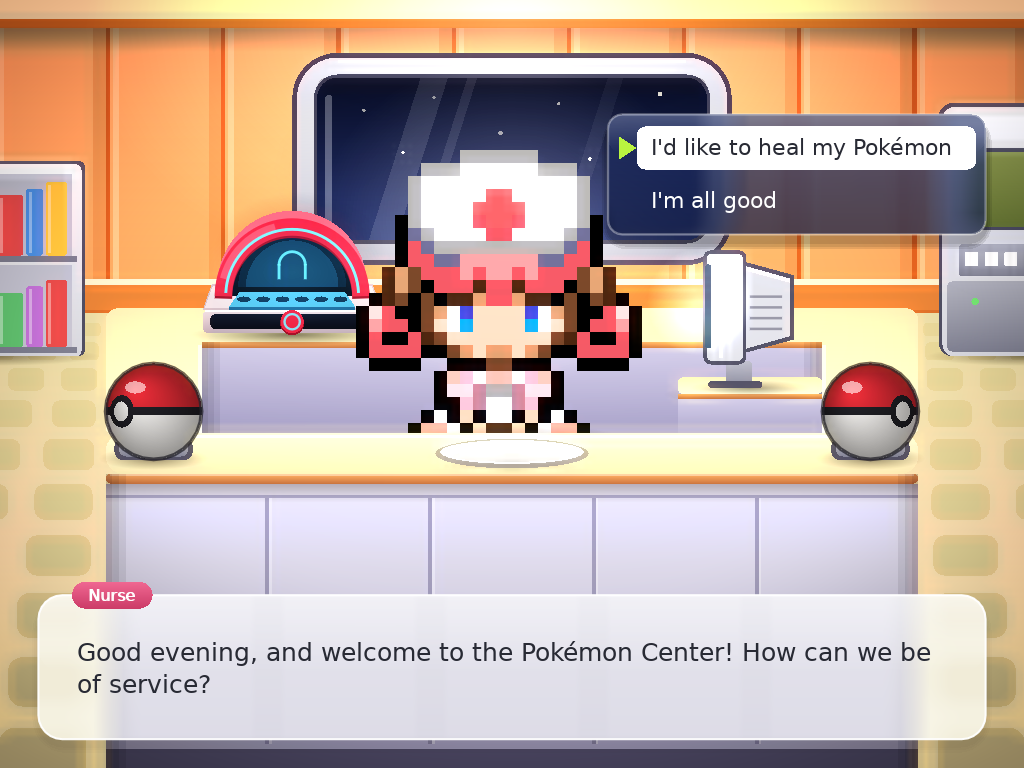 I'd like to heal my Pokémon
I'm all good
Nurse
Good evening, and welcome to the Pokémon Center! How can we be
of service?